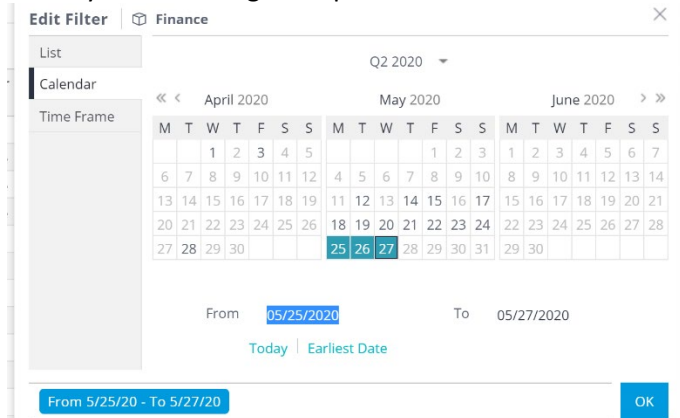 Edit Filter Finance
List
Calendar
Time Frame
Q2 2020
« < April 2020 May 2020 June 2020 > »
M T W T F S S M T W T F S S M T W T F S S
1 2 3 4 5 1 2 3 1 2 3 4 5 6 7
6 7 8 9 10 11 12 4 5 6 7 8 9 10 8 9 10 11 12 13 14
13 14 15 16 17 18 19 11 12 13 14 15 16 17 15 16 17 18 19 20 21
20 21 22 23 24 25 26 18 19 20 21 22 23 24 22 23 24 25 26 27 28
27 28 29 30 25 26 27 28 29 30 31 29 30
From 05/25/2020 To 05/27/2020
Today Earliest Date
From 5/25/20 - To 5/27/20 OK